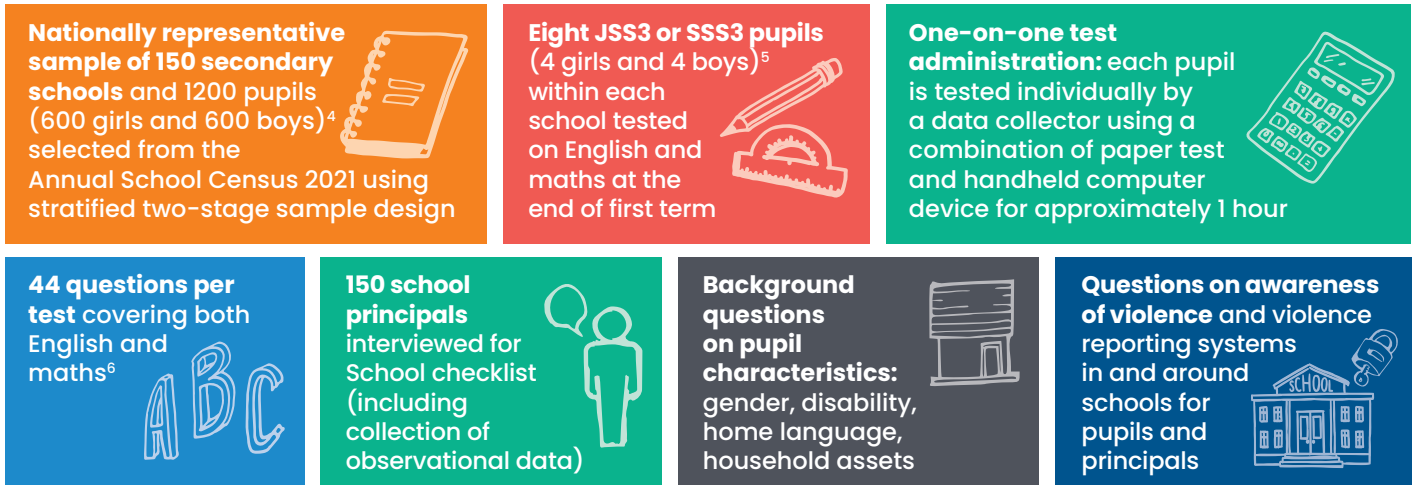 Nationally representative
sample of 150 secondary
schools and 1200 pupils
(600 girls and 600 boys)⁴
selected from the
Annual School Census 2021 using
stratified two-stage sample design
Eight JSS3 or SSS3 pupils
(4 girls and 4 boys)⁵
within each
school tested
on English and
maths at the
end of first term
One-on-one test
administration: each pupil
is tested individually by
a data collector using a
combination of paper test
and handheld computer
device for approximately 1 hour
44 questions per
test covering both
English and
maths⁶
ABC
150 school
principals
interviewed for
School checklist
(including
collection of
observational data)
Background
questions
on pupil
characteristics:
gender, disability,
home language,
household assets
Questions on awareness
of violence and violence
reporting systems
in and around
schools for
pupils and
principals
SCHOOL